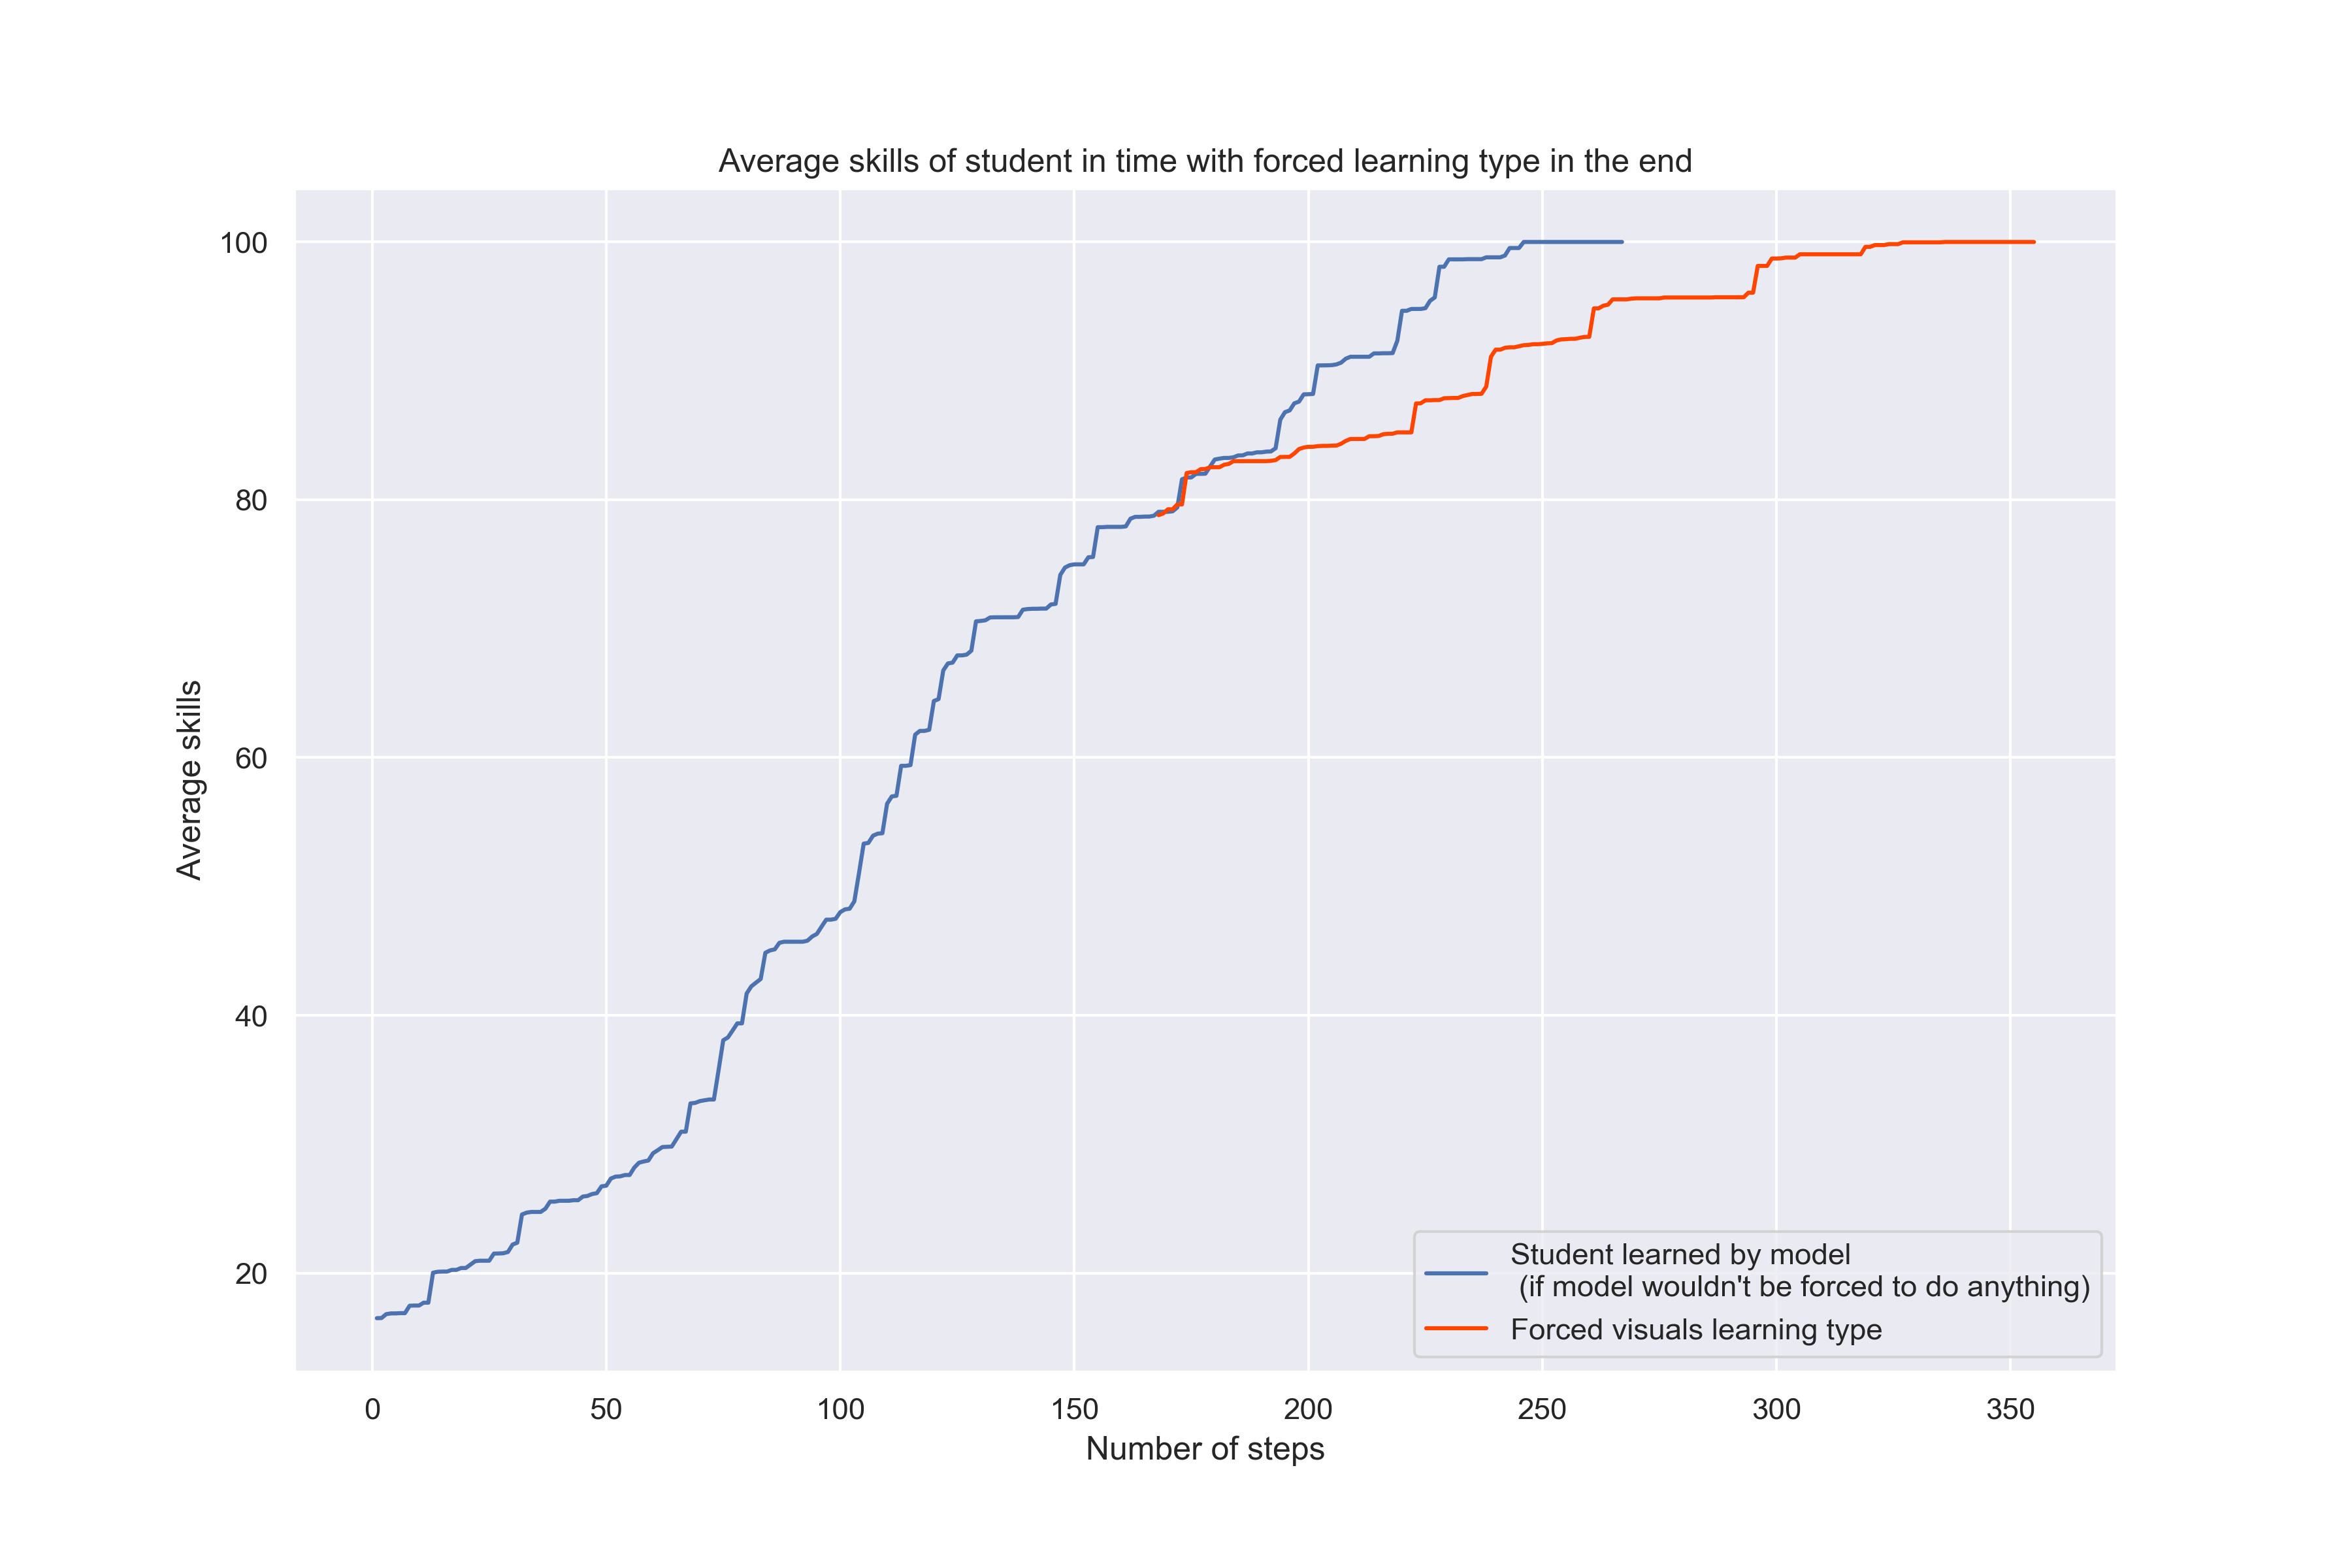 Average skills of student in time with forced learning type in the end
100
80
60
40
20
Average skills
0 50 100 150 200 250 300 350
Number of steps
Student learned by model
(if model wouldn't be forced to do anything)
Forced visuals learning type